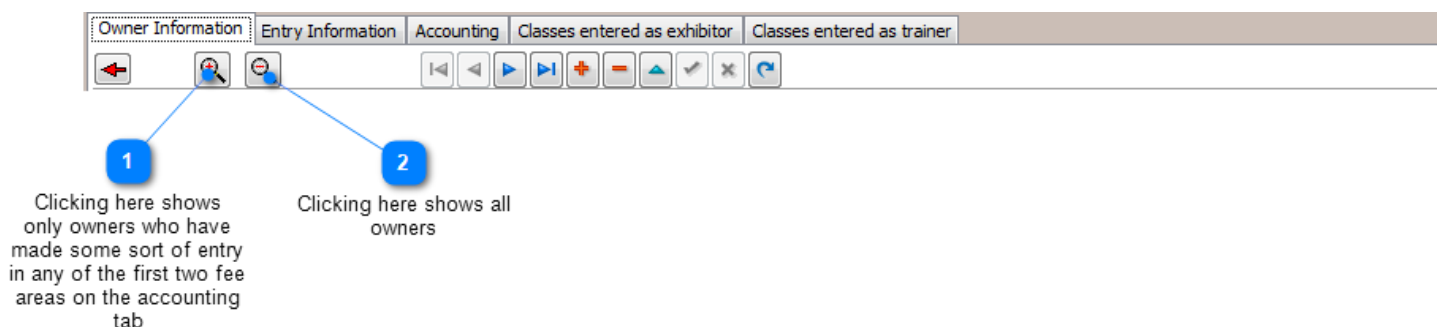 Owner Information Entry Information Accounting Classes entered as exhibitor Classes entered as trainer
1
Clicking here shows
only owners who have
made some sort of entry
in any of the first two fee
areas on the accounting
tab
2
Clicking here shows all
owners